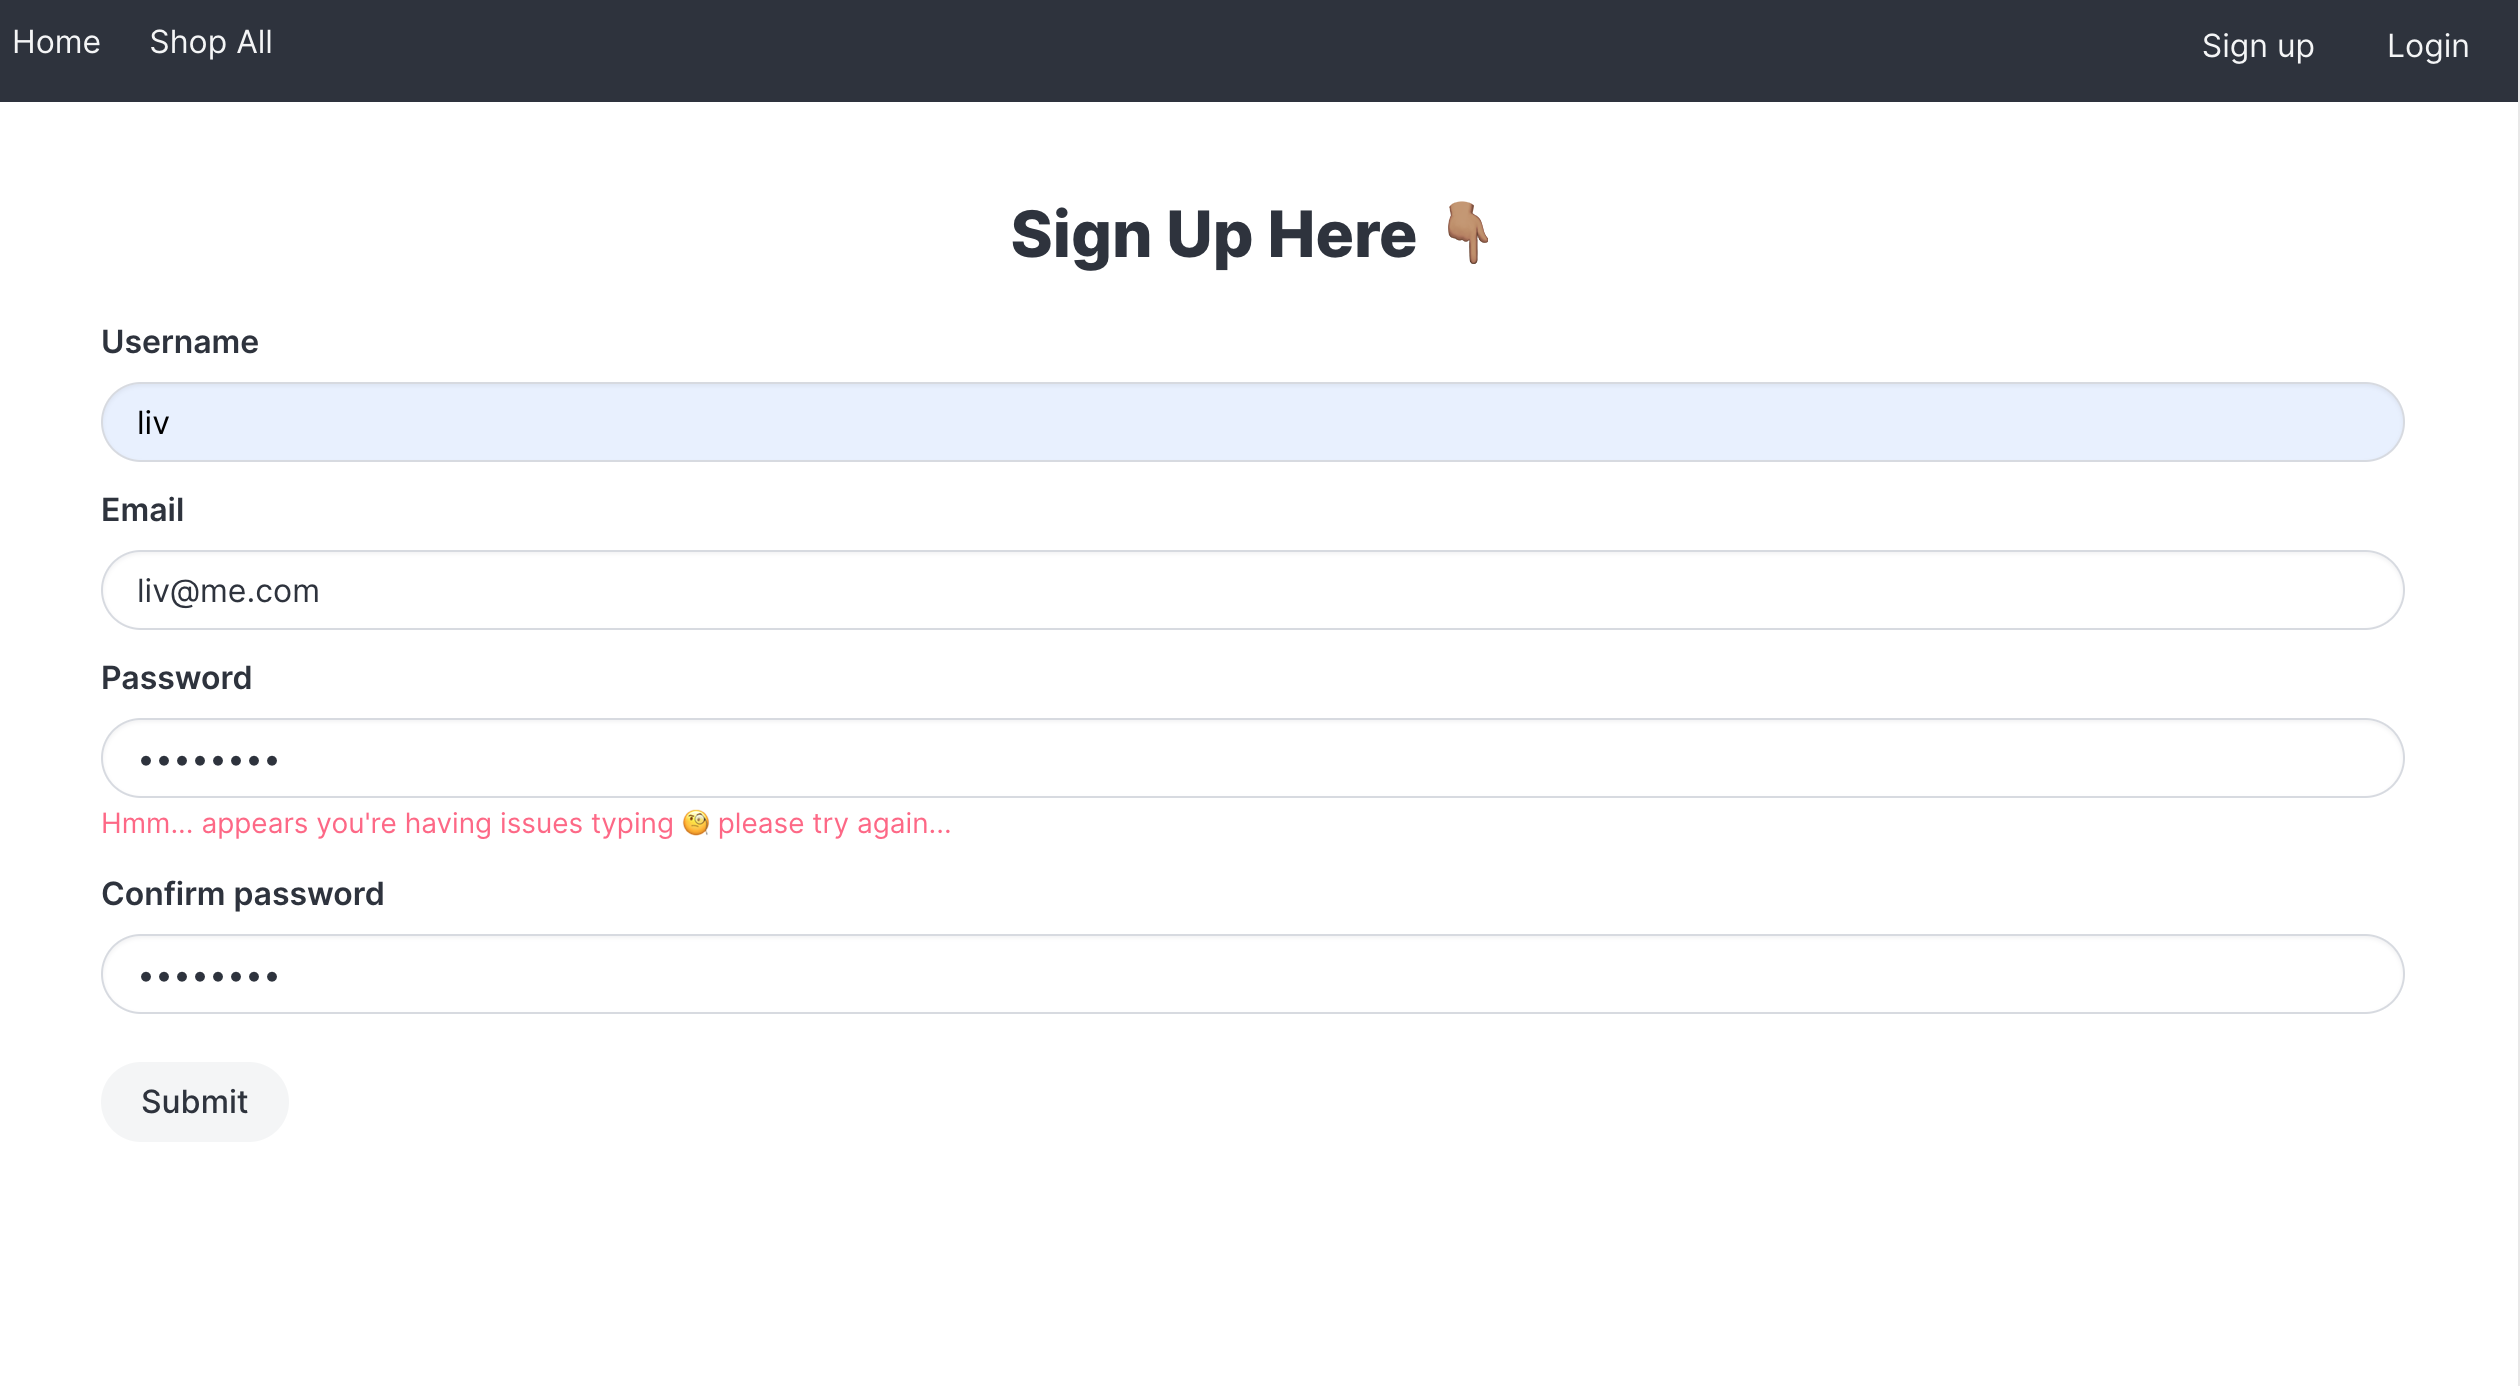 Home Shop All Sign up Login
Sign Up Here 👇🏽
Username
liv
Email
liv@me.com
Password
••••••••
Hmm... appears you're having issues typing 🧐 please try again...
Confirm password
••••••••
Submit